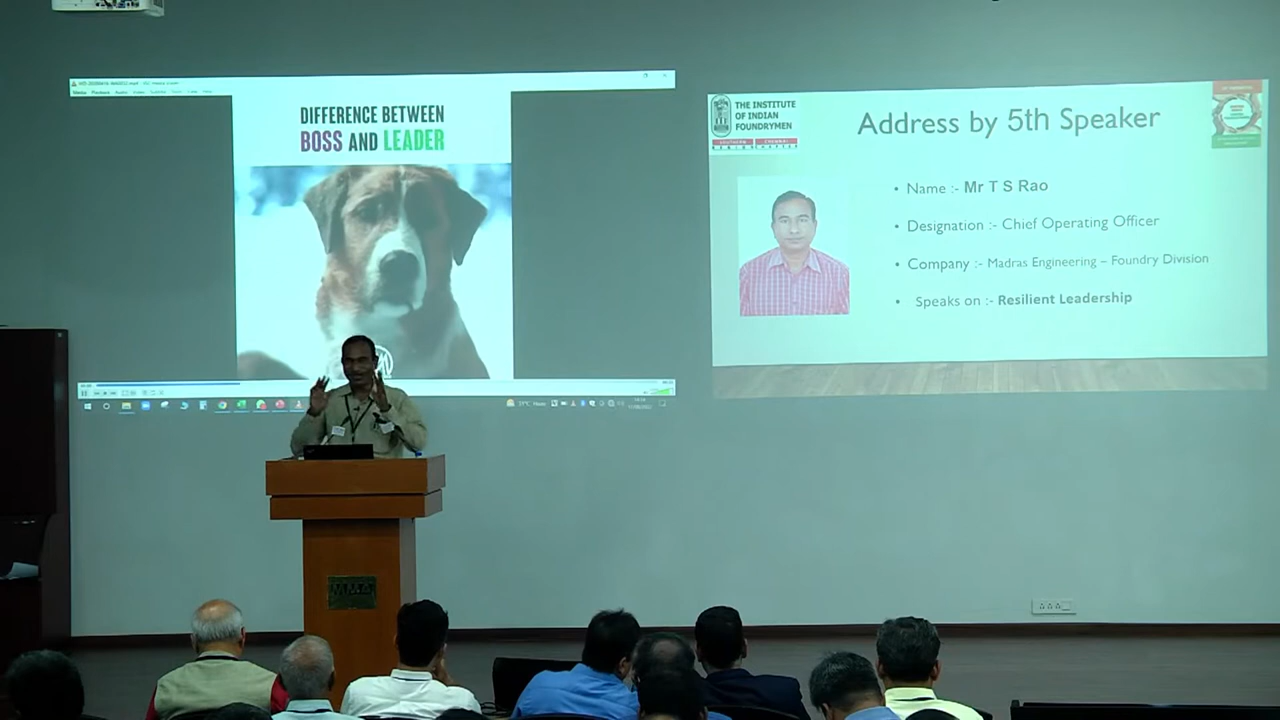 DIFFERENCE BETWEEN
BOSS AND LEADER
THE INSTITUTE
OF INDIAN
FOUNDRYMEN
Address by 5th Speaker
• Name :- Mr T S Rao
• Designation :- Chief Operating Officer
• Company :- Madras Engineering – Foundry Division
• Speaks on :- Resilient Leadership
MMA